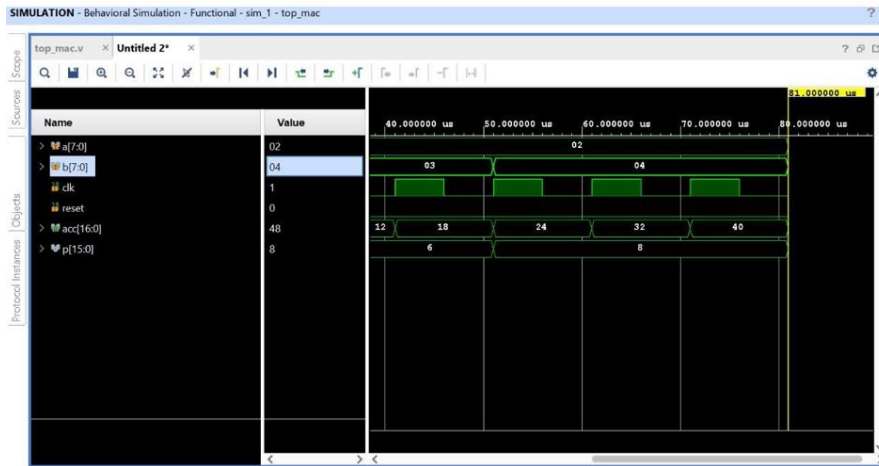 SIMULATION - Behavioral Simulation - Functional - sim_1 - top_mac ?
top_mac.v × Untitled 2* × ?
Scope
Sources
Objects
Protocol Instances
81.000000 us
Name Value 40.000000 us 50.000000 us 60.000000 us 70.000000 us 80.000000 us
a[7:0] 02 02
b[7:0] 04 03 04
clk 1
reset 0
acc[16:0] 48 12 18 24 32 40
p[15:0] 8 6 8